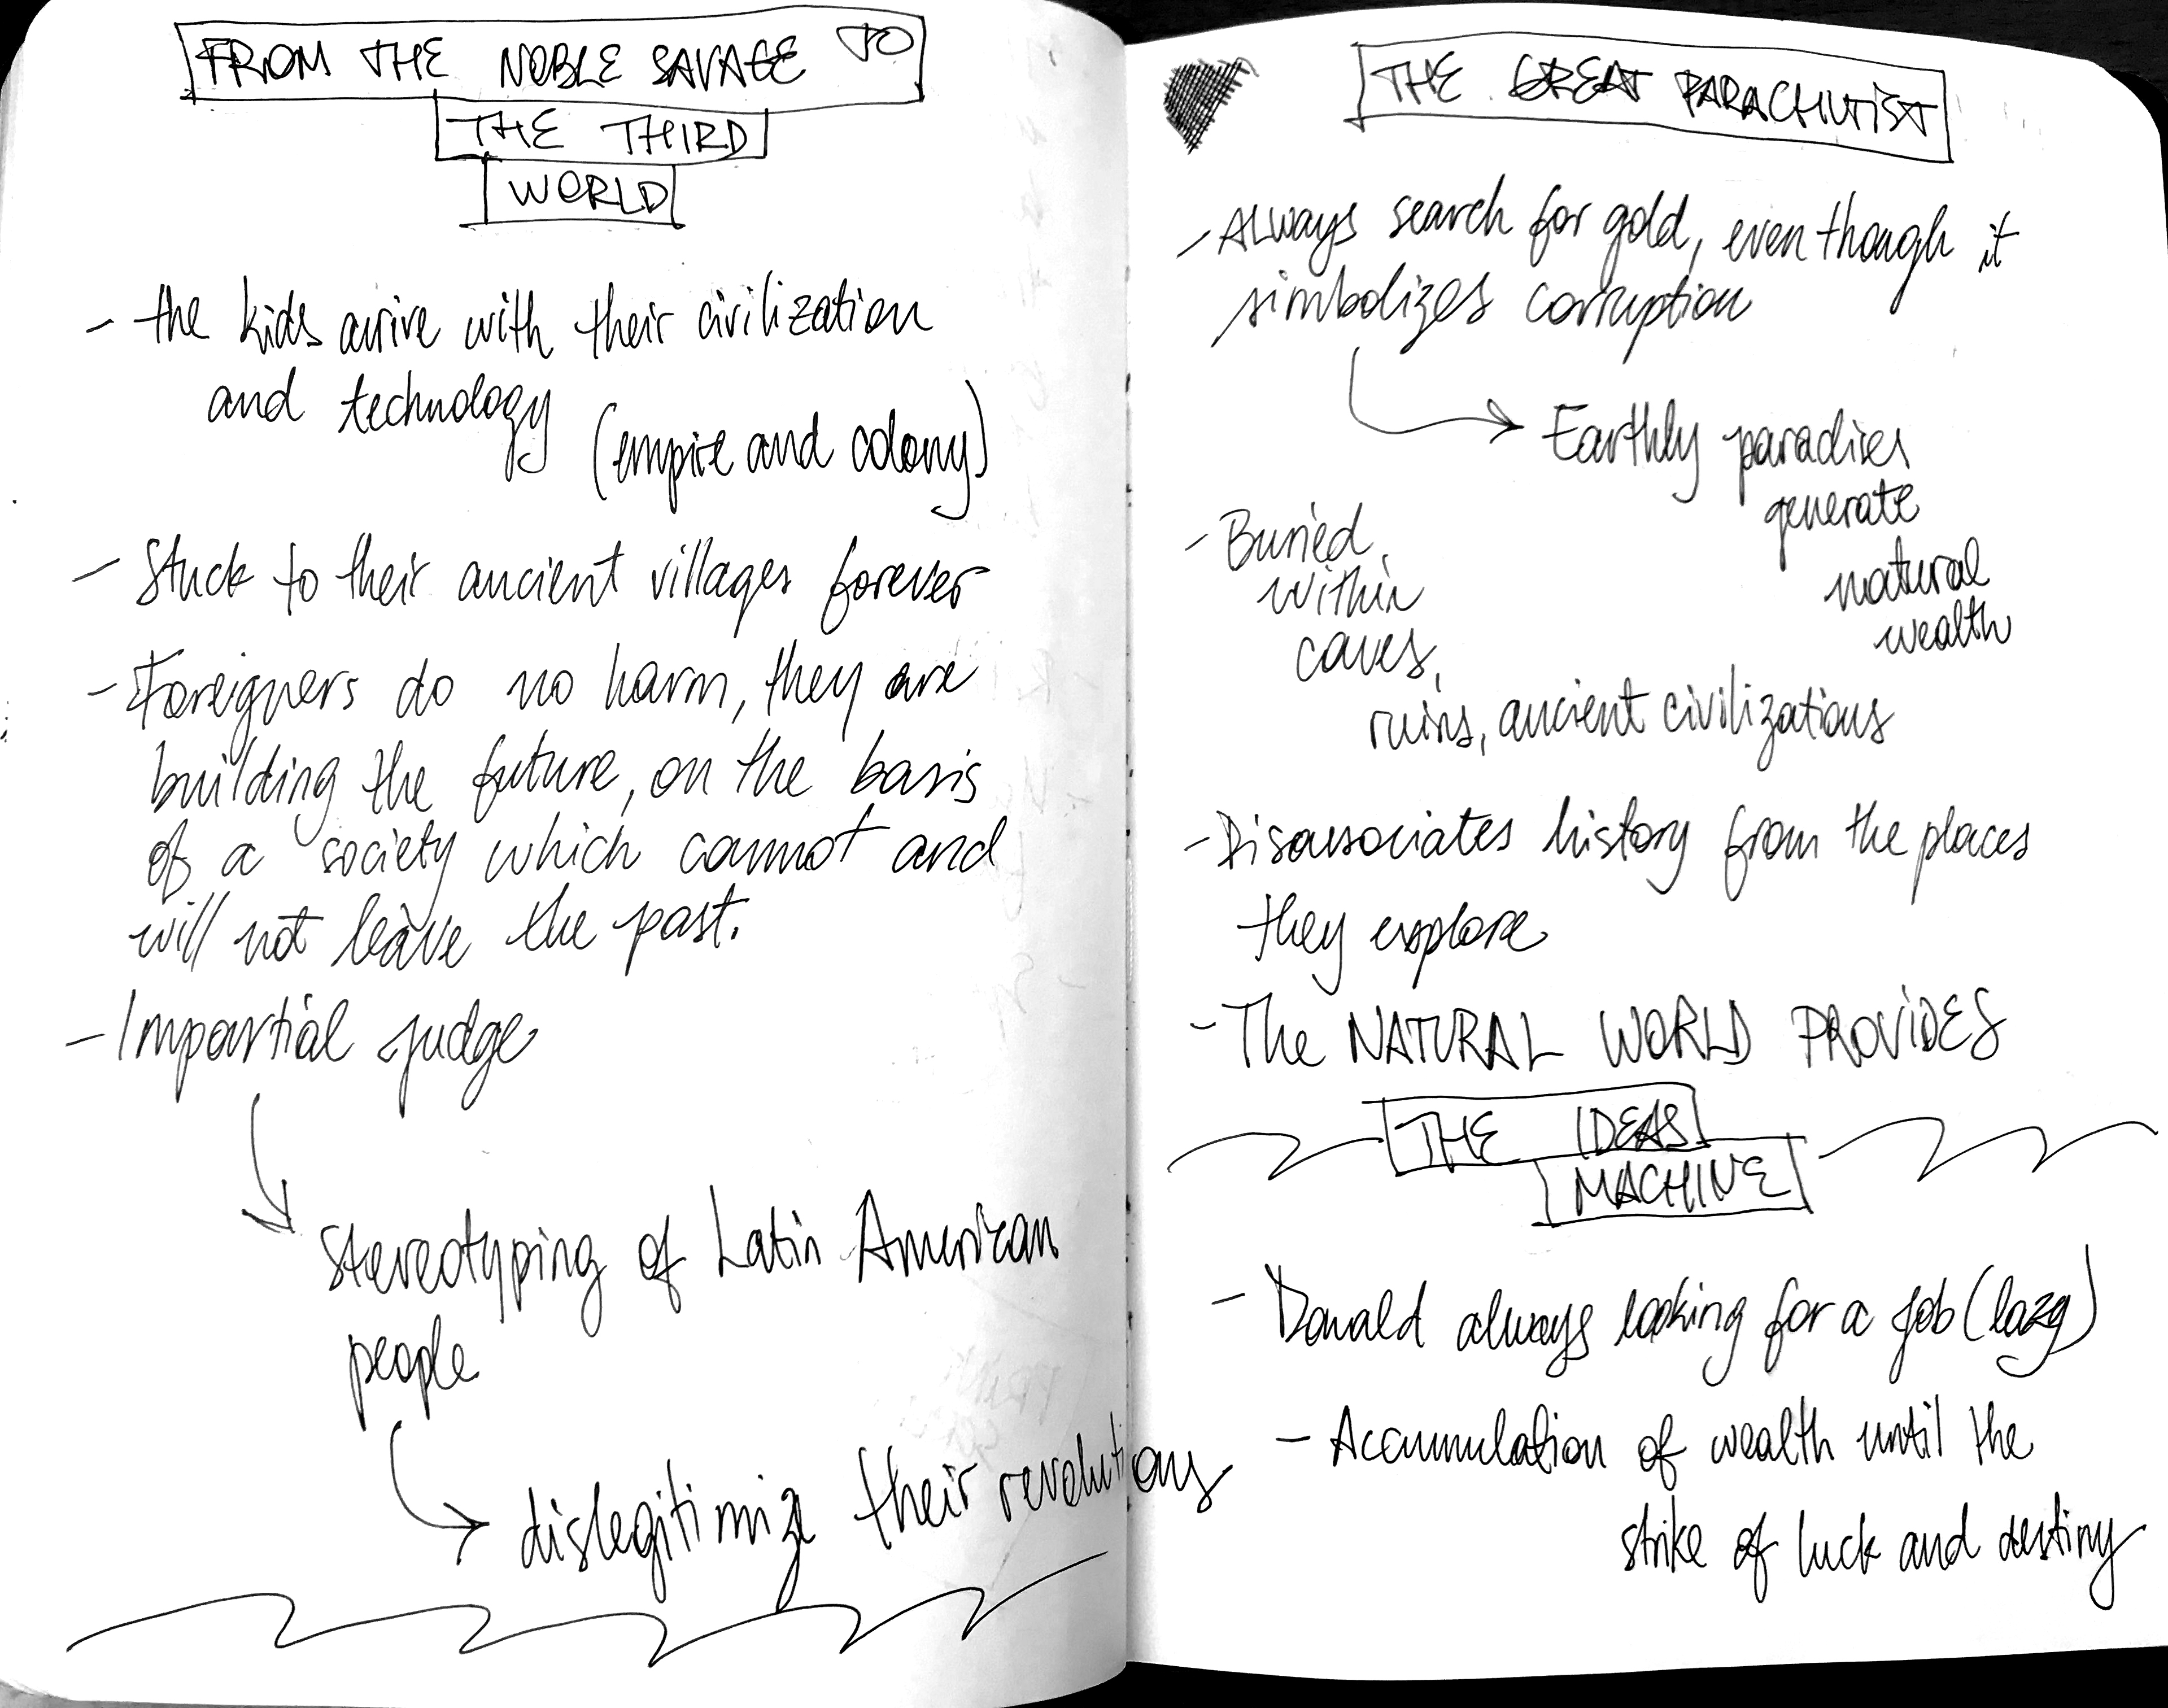 FROM THE NOBLE SAVAGE TO
THE THIRD
WORLD
- the kids arrive with their civilization
and technology
(empire and colony)
- Stuck to their ancient villages forever
- Foreigners do no harm, they are
building the future, on the basis
of a society which cannot and
will not leave the past.
- Impartial judge
stereotyping of Latin American
people
dislegitimize their revolutions
THE GREAT PARACHUTIST
- Always search for gold, even though it
simbolizes corruption
Earthly paradises
generate
natural
wealth
- Buried
within
caves,
ruins, ancient civilizations
- Disassociates history from the places
they explore
- The NATURAL WORLD PROVIDES
THE IDEAS
MACHINE
- Donald always looking for a job (lazy)
- Accumulation of wealth until the
strike of luck and destiny